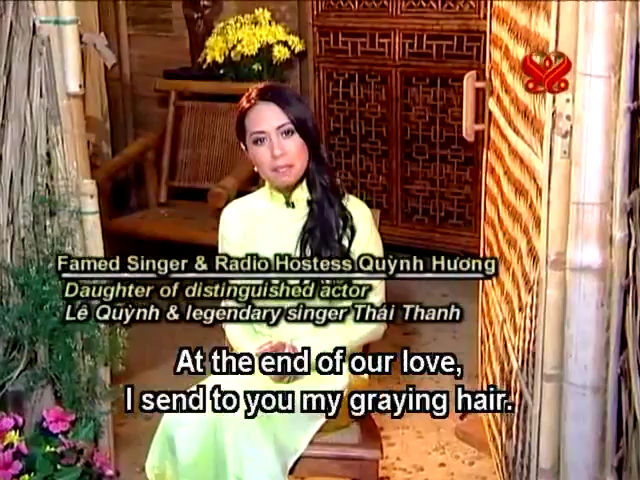 Famed Singer & Radio Hostess Quỳnh Hương
Daughter of distinguished actor
Lê Quỳnh & legendary singer Thái Thanh
At the end of our love,
I send to you my graying hair.